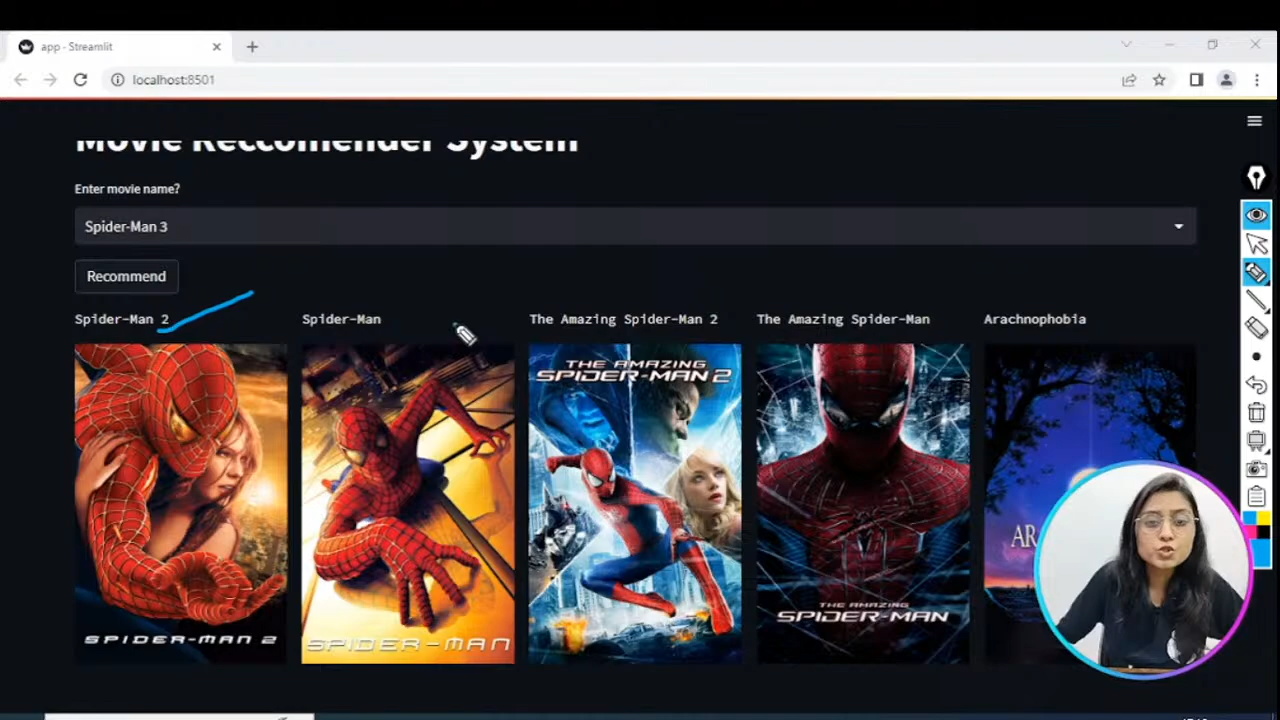 app - Streamlit
localhost:8501
Movie Reccomender System
Enter movie name?
Spider-Man 3
Recommend
Spider-Man 2
Spider-Man
The Amazing Spider-Man 2
The Amazing Spider-Man
Arachnophobia
SPIDER-MAN 2
SPIDER-MAN
THE AMAZING
SPIDER-MAN 2
THE AMAZING
SPIDER-MAN
AR